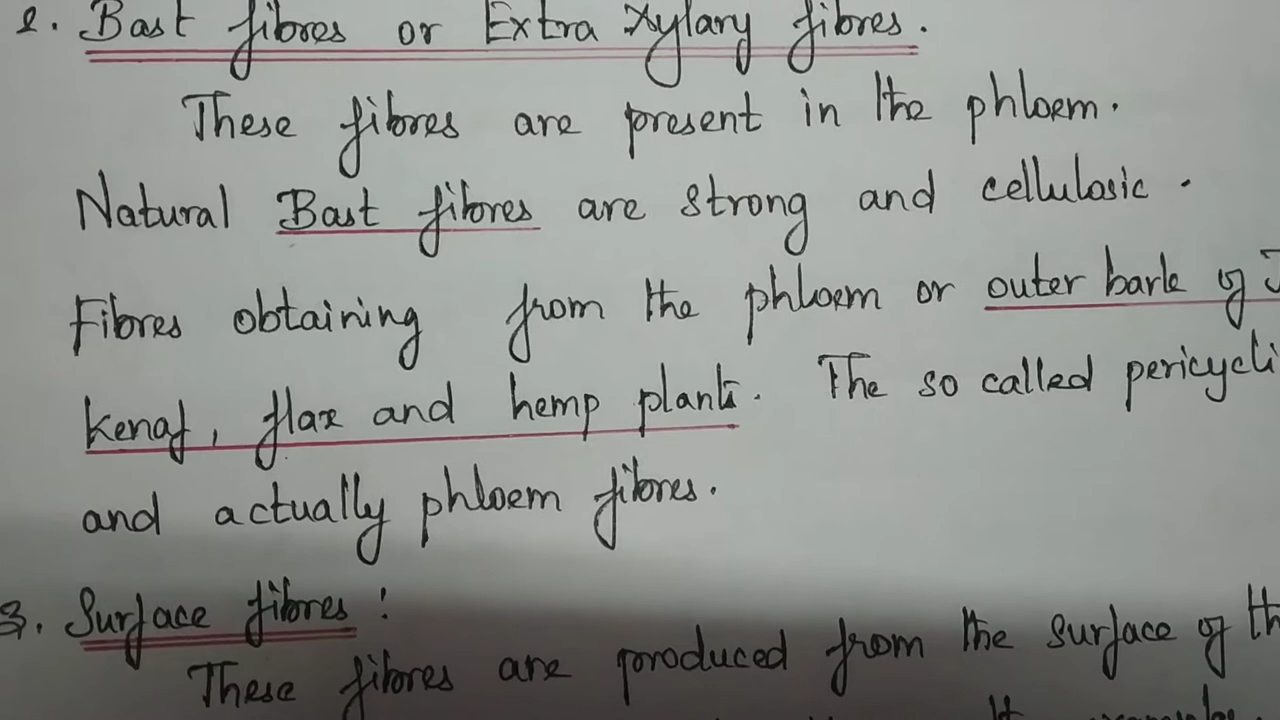 2. Bast fibres or Extra Xylary fibres.
These fibres are present in the phloem.
Natural Bast fibres are strong and cellulosic.
Fibres obtaining from the phloem or outer bark of
kenaf, flax and hemp plants. The so called pericycli
and actually phloem fibres.
3. Surface fibres:
These fibres are produced from the surface of th
It